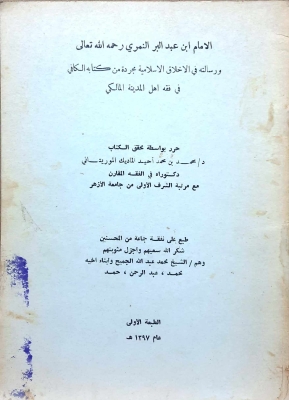 الامام ابن عبد البر النمري رحمه الله تعالى
ورسالته في الاخلاق الاسلامية مجردة من كتابه الكافي
في فقه اهل المدينة المالكي
حرر بواسطة محقق الكتاب
د/محمد بن محمد أحيد الماديك الموريتاني
دكتوراه في الفقه المقارن
مع مرتبة الشرف الأولى من جامعة الازهر
طبع على نفقة جماعة من المحسنين
شكر الله سعيهم واجزل مثوبتهم
وهم/ الشيخ محمد عبد الله الجميح وابناء اخيه
محمد ، عبد الرحمن ، حمد
الطبعة الأولى
عام ١٣٩٧ هـ